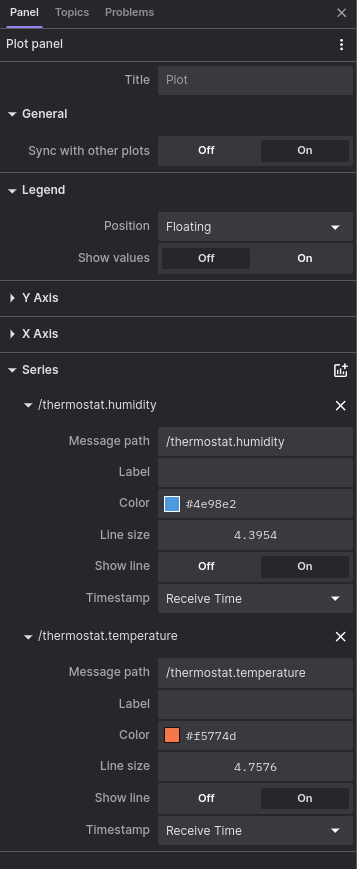 Panel Topics Problems
Plot panel
Title Plot
General
Sync with other plots Off On
Legend
Position Floating
Show values Off On
Y Axis
X Axis
Series
/thermostat.humidity
Message path /thermostat.humidity
Label
Color #4e98e2
Line size 4.3954
Show line Off On
Timestamp Receive Time
/thermostat.temperature
Message path /thermostat.temperature
Label
Color #f5774d
Line size 4.7576
Show line Off On
Timestamp Receive Time